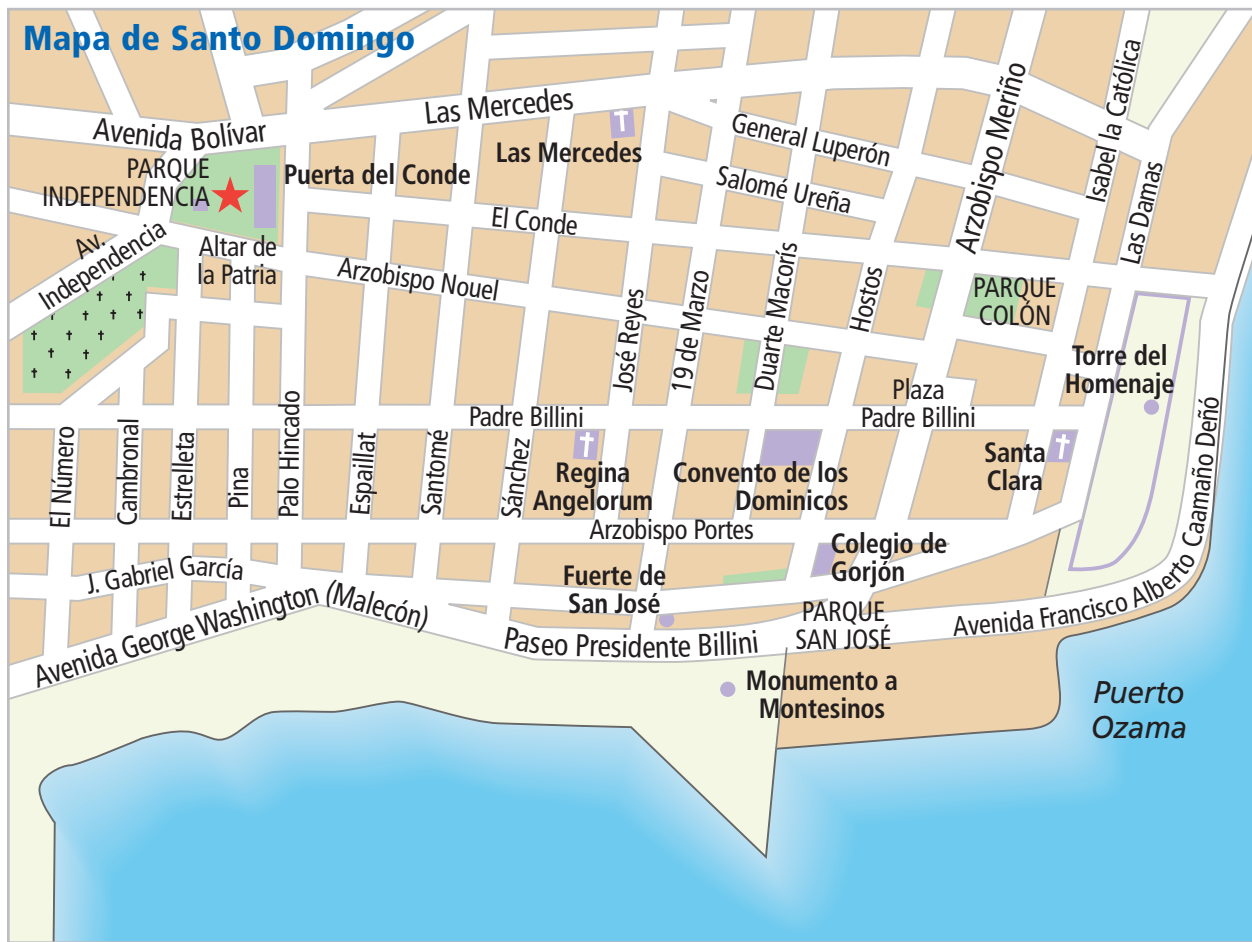 Mapa de Santo Domingo
Avenida Bolívar
Las Mercedes
PARQUE
INDEPENDENCIA
Puerta del Conde
Las Mercedes
General Luperón
Salomé Ureña
Arzobispo Meriño
Isabel la Católica
Las Damas
El Conde
Av.
Independencia
Altar de
la Patria
Arzobispo Nouel
José Reyes
19 de Marzo
Duarte Macorís
Hostos
PARQUE
COLÓN
Torre del
Homenaje
Padre Billini
Plaza
Padre Billini
El Número
Cambronal
Estrelleta
Pina
Palo Hincado
Espaillat
Santomé
Sánchez
Regina
Angelorum
Convento de los
Dominicos
Santa
Clara
Arzobispo Portes
Colegio de
Gorjón
J. Gabriel García
Fuerte de
San José
PARQUE
SAN JOSÉ
Avenida George Washington (Malecón)
Paseo Presidente Billini
Avenida Francisco Alberto Caamaño Deñó
Monumento a
Montesinos
Puerto
Ozama